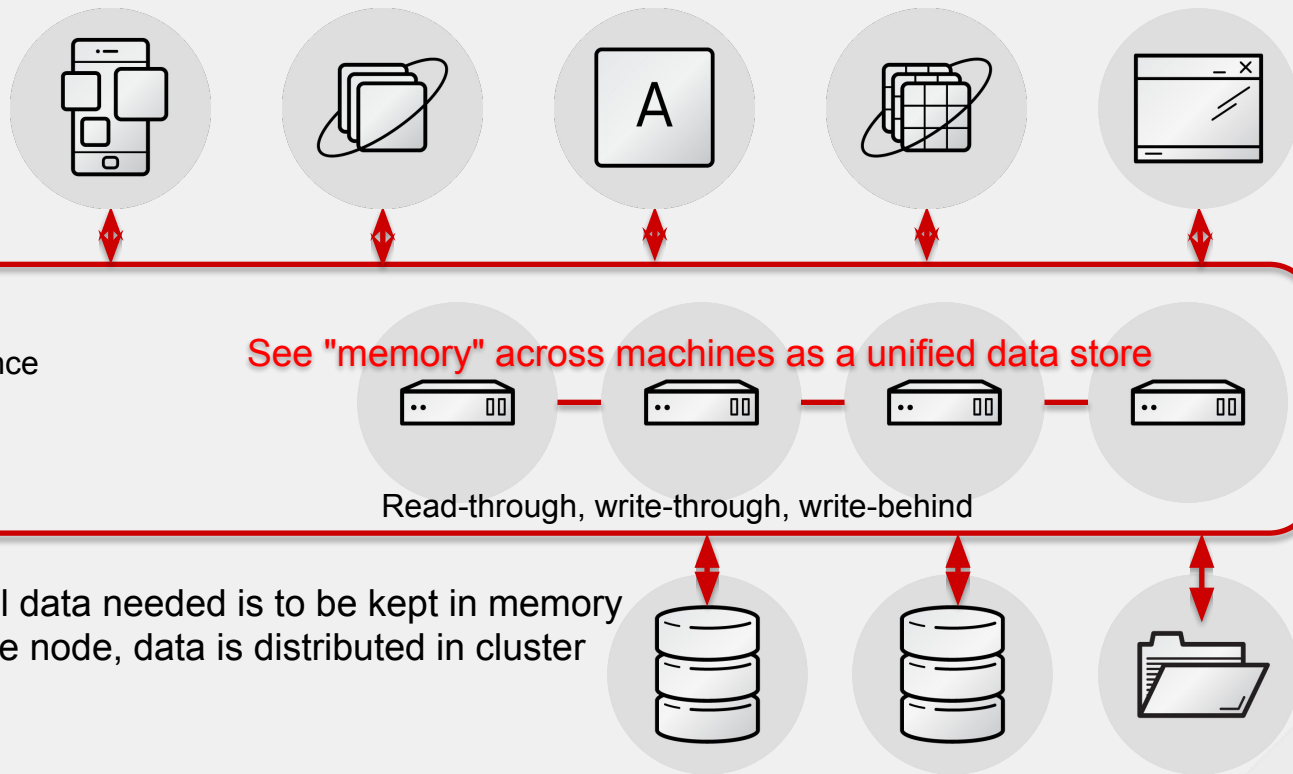 A
See "memory" across machines as a unified data store
nce
Read-through, write-through, write-behind
l data needed is to be kept in memory
e node, data is distributed in cluster